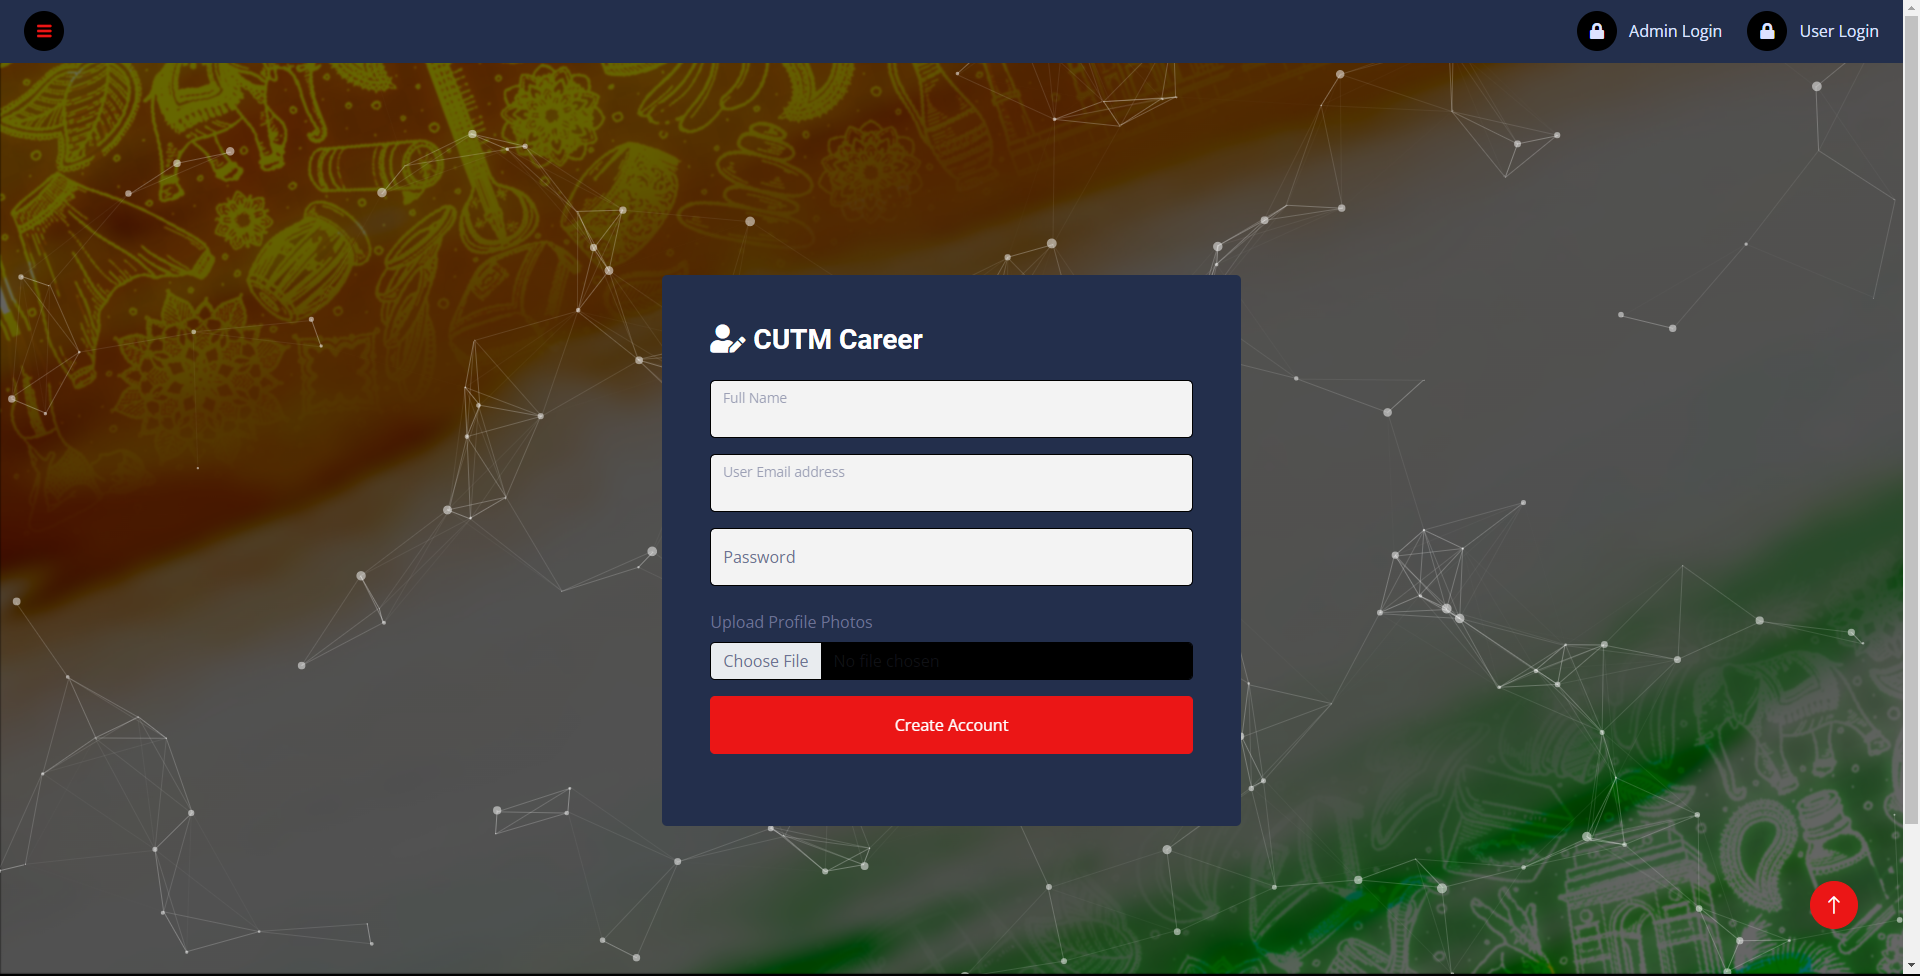 Admin Login
User Login
CUTM Career
Full Name
User Email address
Password
Upload Profile Photos
Choose File
No file chosen
Create Account